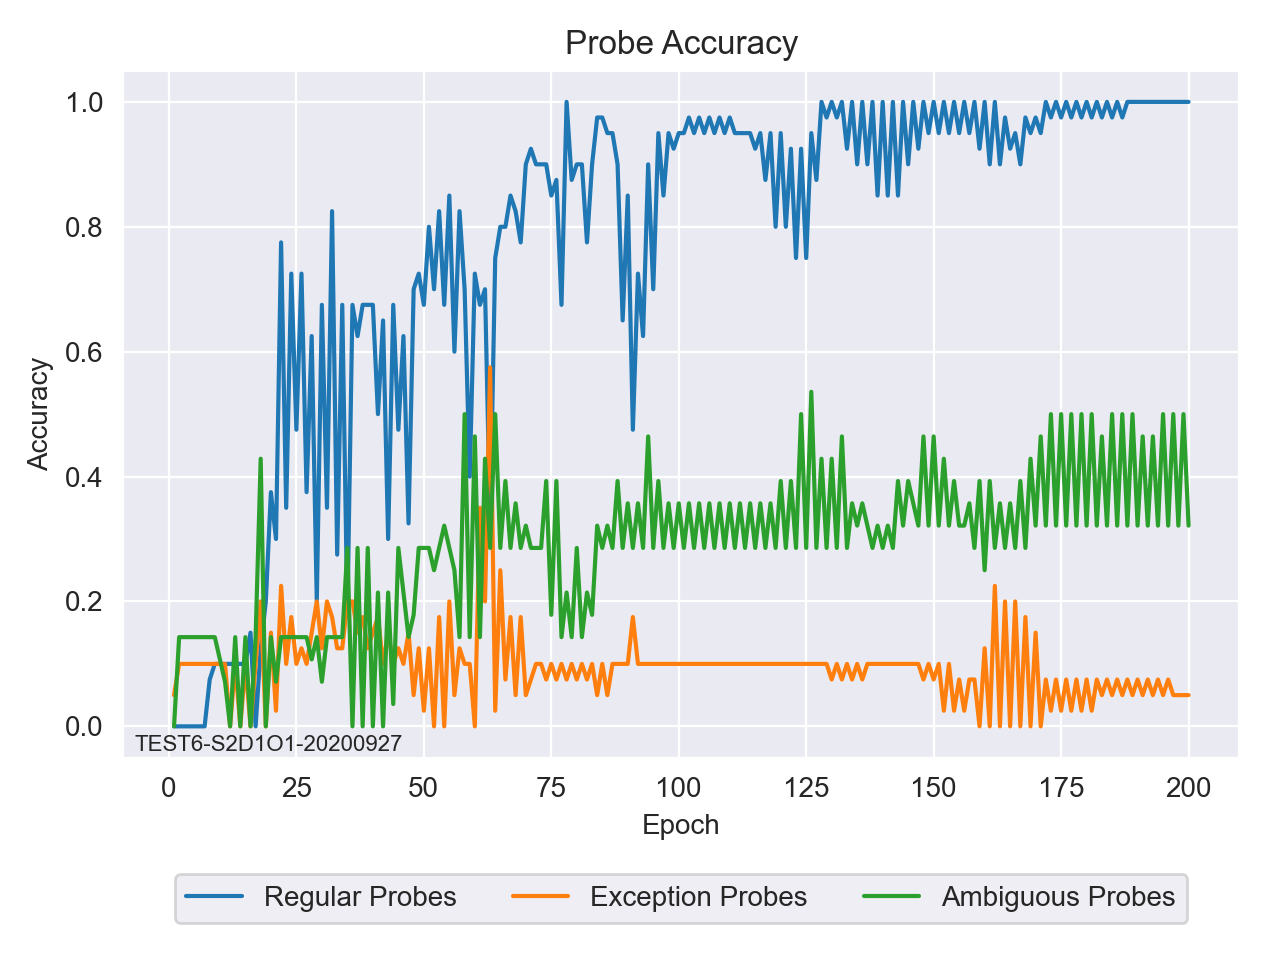 Probe Accuracy
1.0
0.8
0.6
0.4
0.2
0.0
Accuracy
TEST6-S2D1O1-20200927
0 25 50 75 100 125 150 175 200
Epoch
Regular Probes Exception Probes Ambiguous Probes